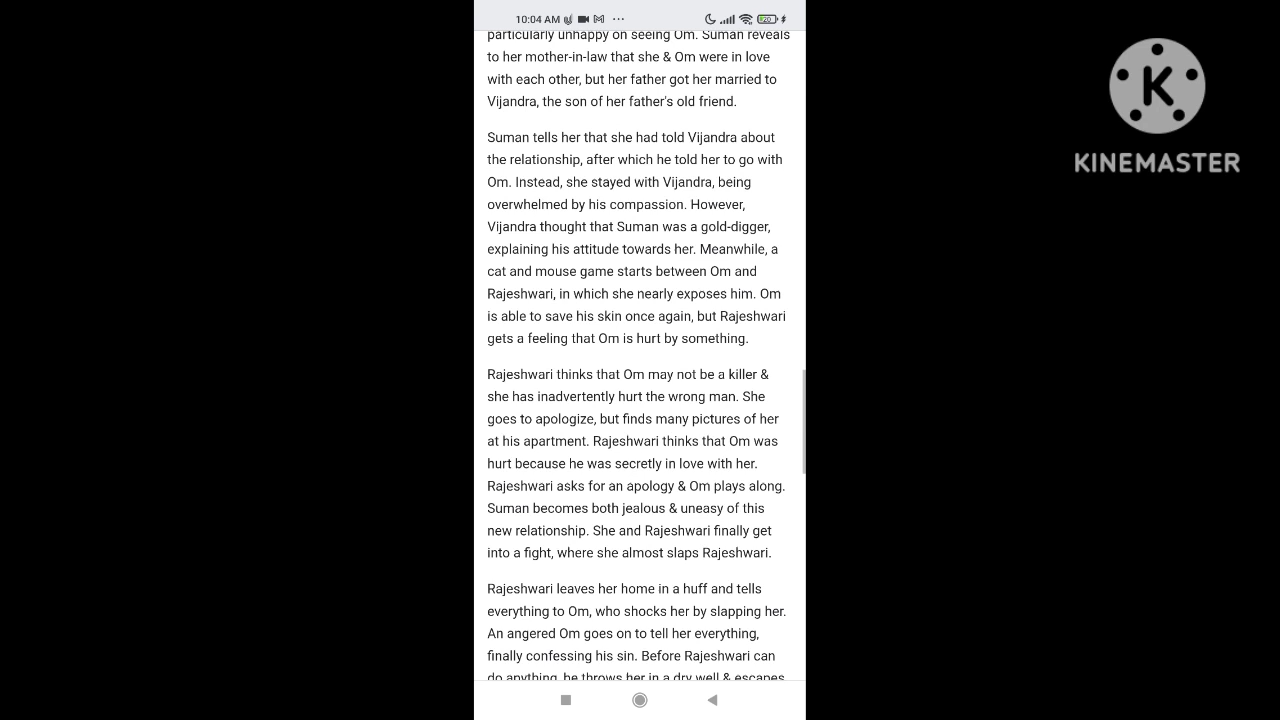 10:04 AM
20
particularly unhappy on seeing Om. Suman reveals
to her mother-in-law that she & Om were in love
with each other, but her father got her married to
Vijandra, the son of her father's old friend.
Suman tells her that she had told Vijandra about
the relationship, after which he told her to go with
Om. Instead, she stayed with Vijandra, being
overwhelmed by his compassion. However,
Vijandra thought that Suman was a gold-digger,
explaining his attitude towards her. Meanwhile, a
cat and mouse game starts between Om and
Rajeshwari, in which she nearly exposes him. Om
is able to save his skin once again, but Rajeshwari
gets a feeling that Om is hurt by something.
Rajeshwari thinks that Om may not be a killer &
she has inadvertently hurt the wrong man. She
goes to apologize, but finds many pictures of her
at his apartment. Rajeshwari thinks that Om was
hurt because he was secretly in love with her.
Rajeshwari asks for an apology & Om plays along.
Suman becomes both jealous & uneasy of this
new relationship. She and Rajeshwari finally get
into a fight, where she almost slaps Rajeshwari.
Rajeshwari leaves her home in a huff and tells
everything to Om, who shocks her by slapping her.
An angered Om goes on to tell her everything,
finally confessing his sin. Before Rajeshwari can
do anything, he throws her in a dry well & escapes
K
KINEMASTER